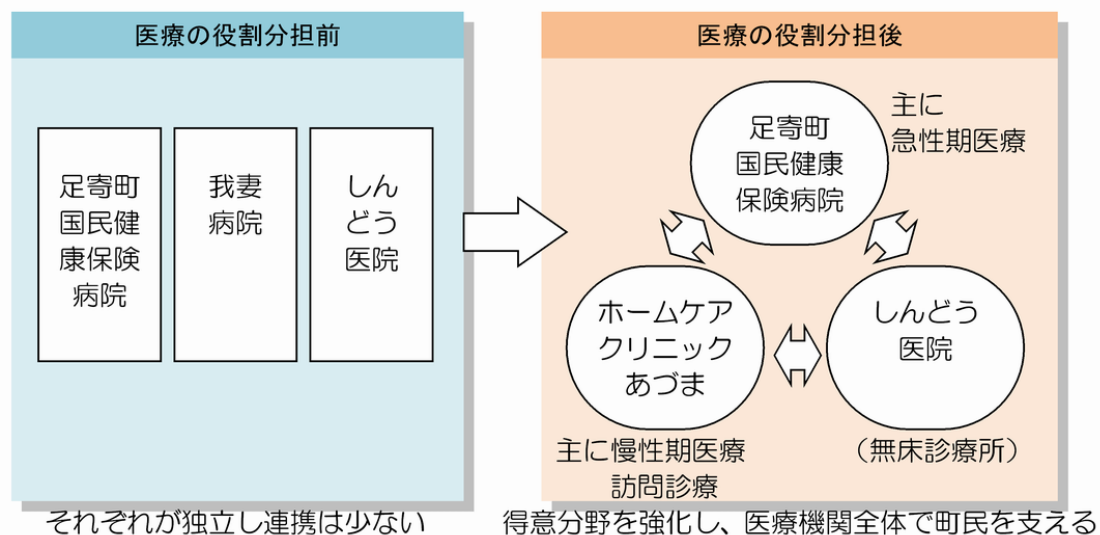 医療の役割分担前
足寄町
国民健
康保険
病院
我妻
病院
しん
どう
医院
それぞれが独立し連携は少ない
医療の役割分担後
足寄町
国民健康
保険病院
主に
急性期医療
ホームケア
クリニック
あづま
主に慢性期医療
訪問診療
しんどう
医院
（無床診療所）
得意分野を強化し、医療機関全体で町民を支える